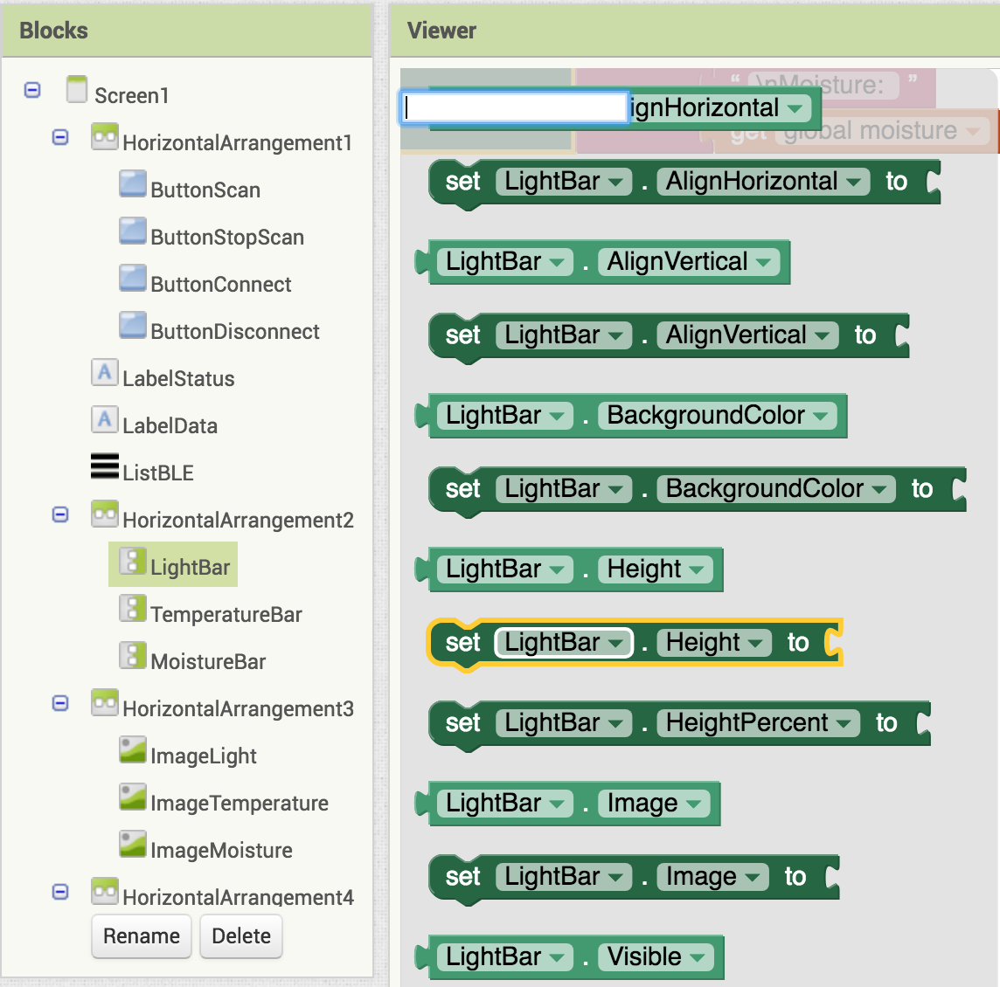 Blocks
Screen1
HorizontalArrangement1
ButtonScan
ButtonStopScan
ButtonConnect
ButtonDisconnect
LabelStatus
LabelData
ListBLE
HorizontalArrangement2
LightBar
TemperatureBar
MoistureBar
HorizontalArrangement3
ImageLight
ImageTemperature
ImageMoisture
HorizontalArrangement4
Rename Delete
Viewer
“ \nMoisture: ”
ignHorizontal
get global moisture
set LightBar . AlignHorizontal to
LightBar . AlignVertical
set LightBar . AlignVertical to
LightBar . BackgroundColor
set LightBar . BackgroundColor to
LightBar . Height
set LightBar . Height to
set LightBar . HeightPercent to
LightBar . Image
set LightBar . Image to
LightBar . Visible